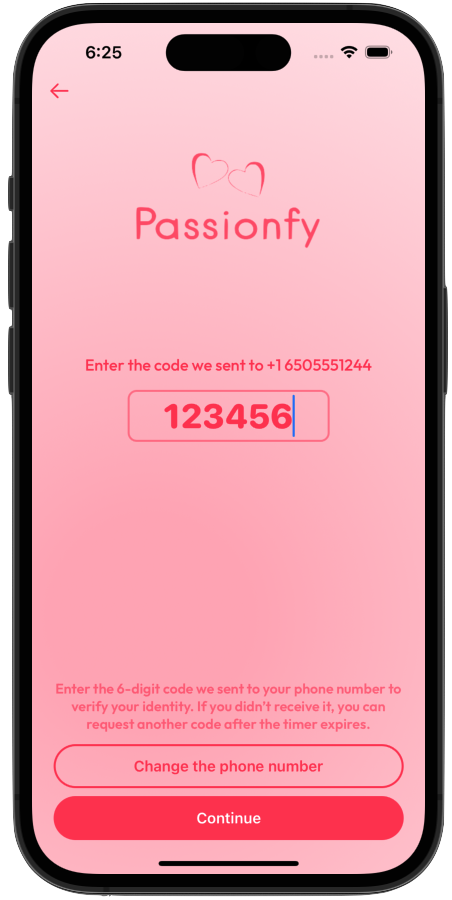 6:25
Passionfy
Enter the code we sent to +1 6505551244
123456
Enter the 6-digit code we sent to your phone number to
verify your identity. If you didn't receive it, you can
request another code after the timer expires.
Change the phone number
Continue